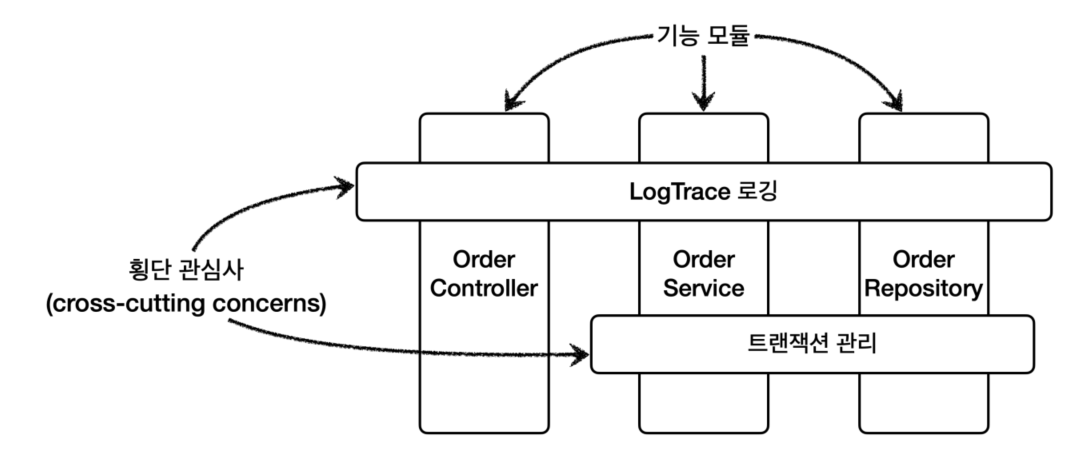 기능 모듈
LogTrace 로깅
횡단 관심사
(cross-cutting concerns)
Order
Controller
Order
Service
Order
Repository
트랜잭션 관리